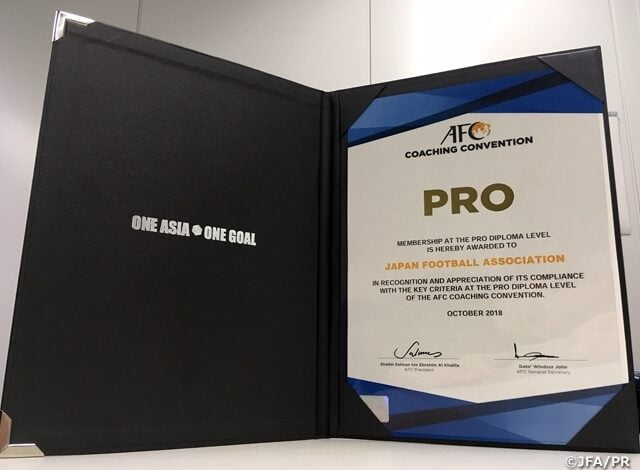 ONE ASIA ONE GOAL
AFC
COACHING CONVENTION
PRO
MEMBERSHIP AT THE PRO DIPLOMA LEVEL
IS HEREBY AWARDED TO
JAPAN FOOTBALL ASSOCIATION
IN RECOGNITION AND APPRECIATION OF ITS COMPLIANCE
WITH THE KEY CRITERIA AT THE PRO DIPLOMA LEVEL
OF THE AFC COACHING CONVENTION.
OCTOBER 2018
Shaikh Salman bin Ebrahim Al Khalifa
AFC President
Dato' Windsor John
AFC General Secretary
©JFA/PR